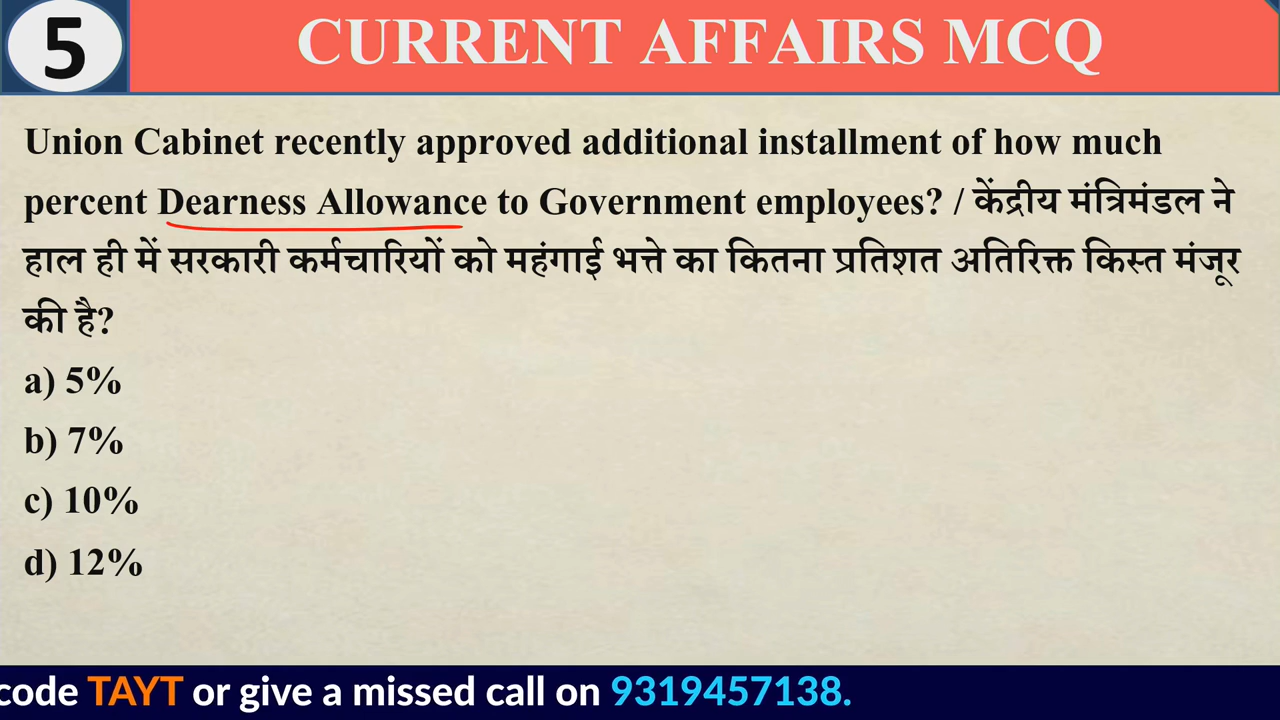 5
CURRENT AFFAIRS MCQ
Union Cabinet recently approved additional installment of how much
percent Dearness Allowance to Government employees? / केंद्रीय मंत्रिमंडल ने
हाल ही में सरकारी कर्मचारियों को महंगाई भत्ते का कितना प्रतिशत अतिरिक्त किस्त मंजूर
की है?
a) 5%
b) 7%
c) 10%
d) 12%
code TAYT or give a missed call on 9319457138.